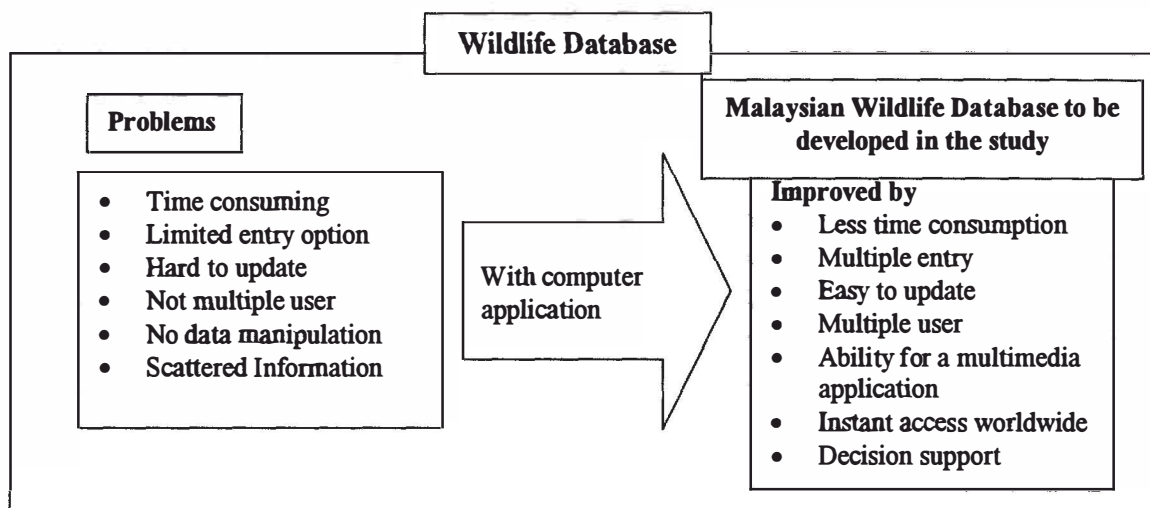 Wildlife Database
Problems
• Time consuming
• Limited entry option
• Hard to update
• Not multiple user
• No data manipulation
• Scattered Information
With computer
application
Malaysian Wildlife Database to be
developed in the study
Improved by
• Less time consumption
• Multiple entry
• Easy to update
• Multiple user
• Ability for a multimedia
application
• Instant access worldwide
• Decision support